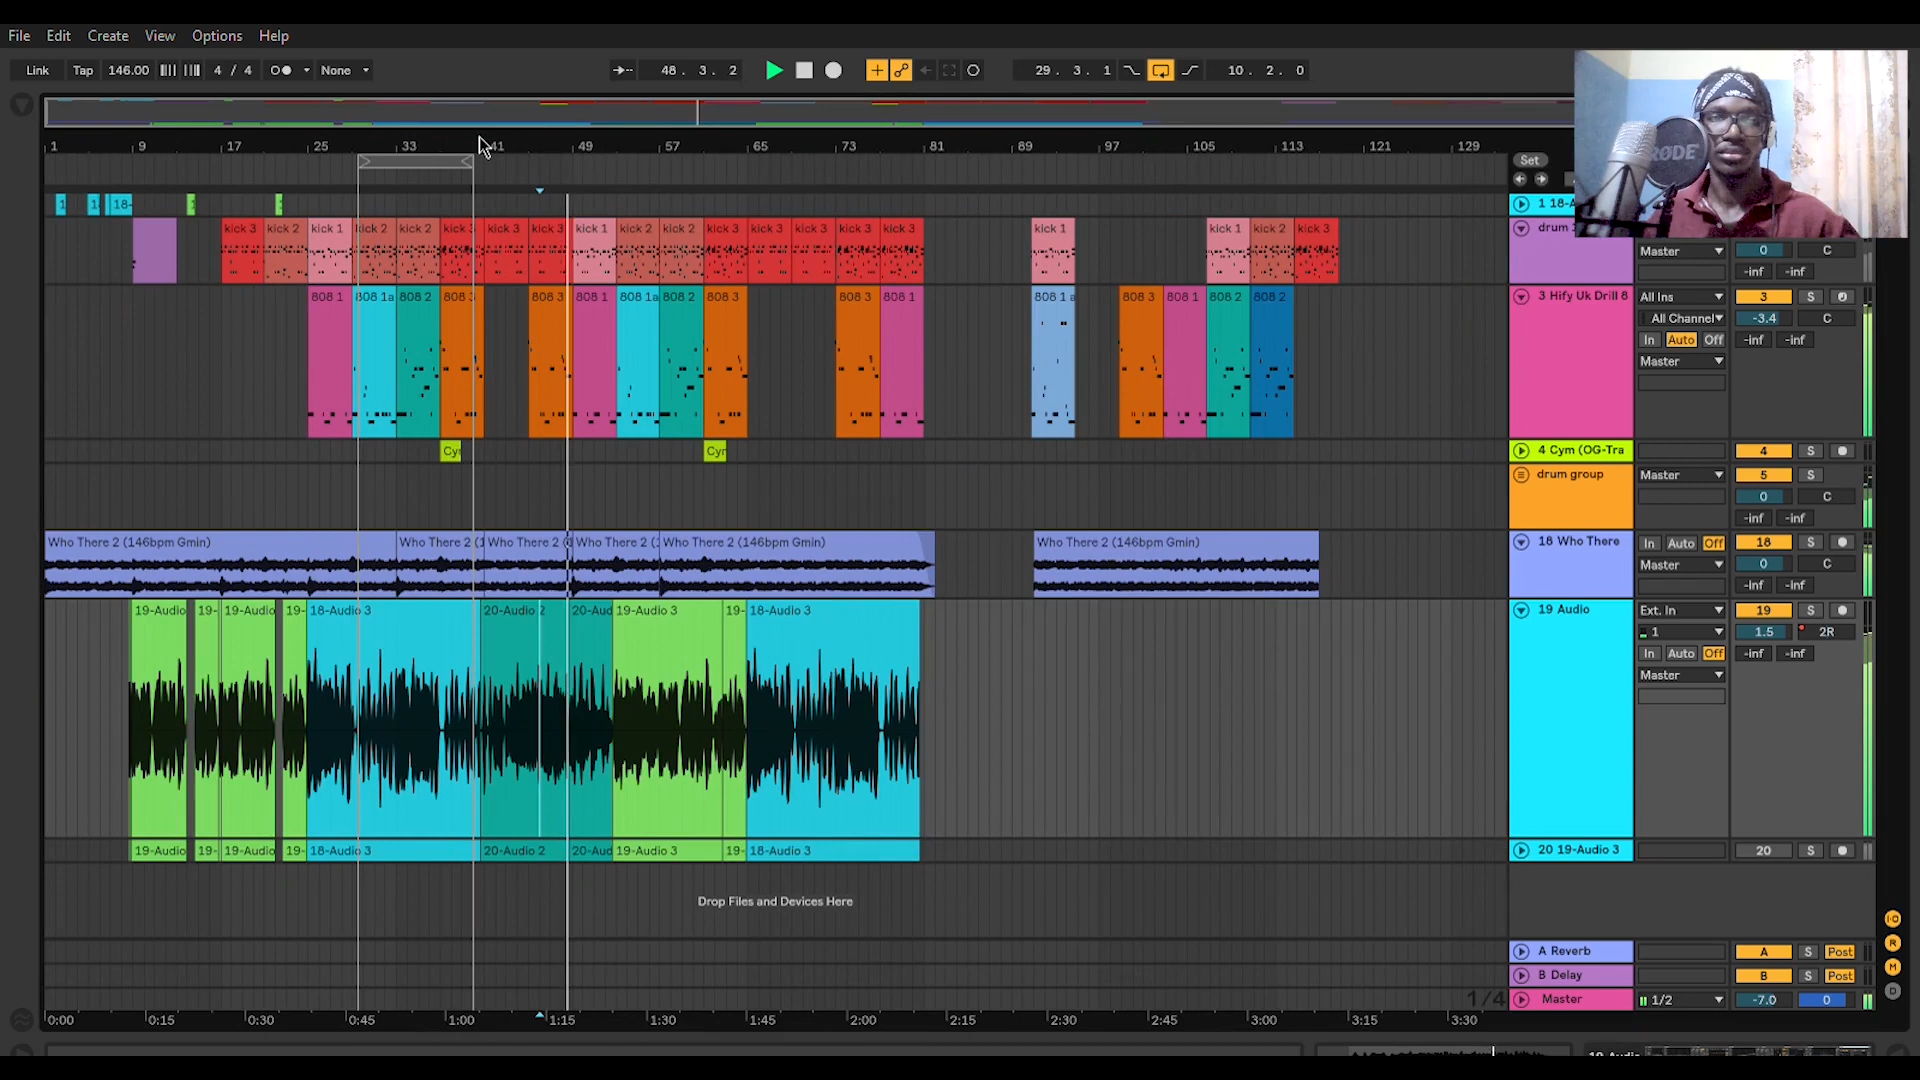 File Edit Create View Options Help
Link Tap 146.00 4 / 4 None 48 . 3 . 2 29 . 3 . 1 10 . 2 . 0
RØDE
1 9 17 25 33 41 49 57 65 73 81 89 97 105 113 121 129
Set
18-
drum
kick 3 kick 2 kick 1 kick 2 kick 2 kick 3 kick 3 kick 3 kick 1 kick 2 kick 2 kick 3 kick 3 kick 3 kick 3 kick 3 kick 1 kick 1 kick 2 kick 3
Master 0 C
-inf -inf
808 1 808 1a 808 2 808 3 808 3 808 1 808 1a 808 2 808 3 808 3 808 1 808 1 a 808 3 808 1 808 2 808 2
3 Hify Uk Drill 8 All Ins 3 S
All Channel -3.4 C
In Auto Off -inf -inf
Master
Cyr Cyr 4 Cym (OG-Tra 4 S
drum group Master 5 S
0 C
-inf -inf
Who There 2 (146bpm Gmin) Who There 2 (1 Who There 2 ( Who There 2 (: Who There 2 (146bpm Gmin) Who There 2 (146bpm Gmin)
18 Who There In Auto Off 18 S
Master 0 C
-inf -inf
19-Audio 19- 19-Audio 19- 18-Audio 3 20-Audio 2 20-Aud 19-Audio 3 19- 18-Audio 3
19 Audio Ext. In 19 S
1 1.5 2R
In Auto Off -inf -inf
Master
19-Audio 19- 19-Audio 19- 18-Audio 3 20-Audio 2 20-Aud 19-Audio 3 19- 18-Audio 3
20 19-Audio 3 20 S
Drop Files and Devices Here
A Reverb A S Post
B Delay B S Post
1/4 Master 1/2 -7.0 0
0:00 0:15 0:30 0:45 1:00 1:15 1:30 1:45 2:00 2:15 2:30 2:45 3:00 3:15 3:30
I·O
R
M
D